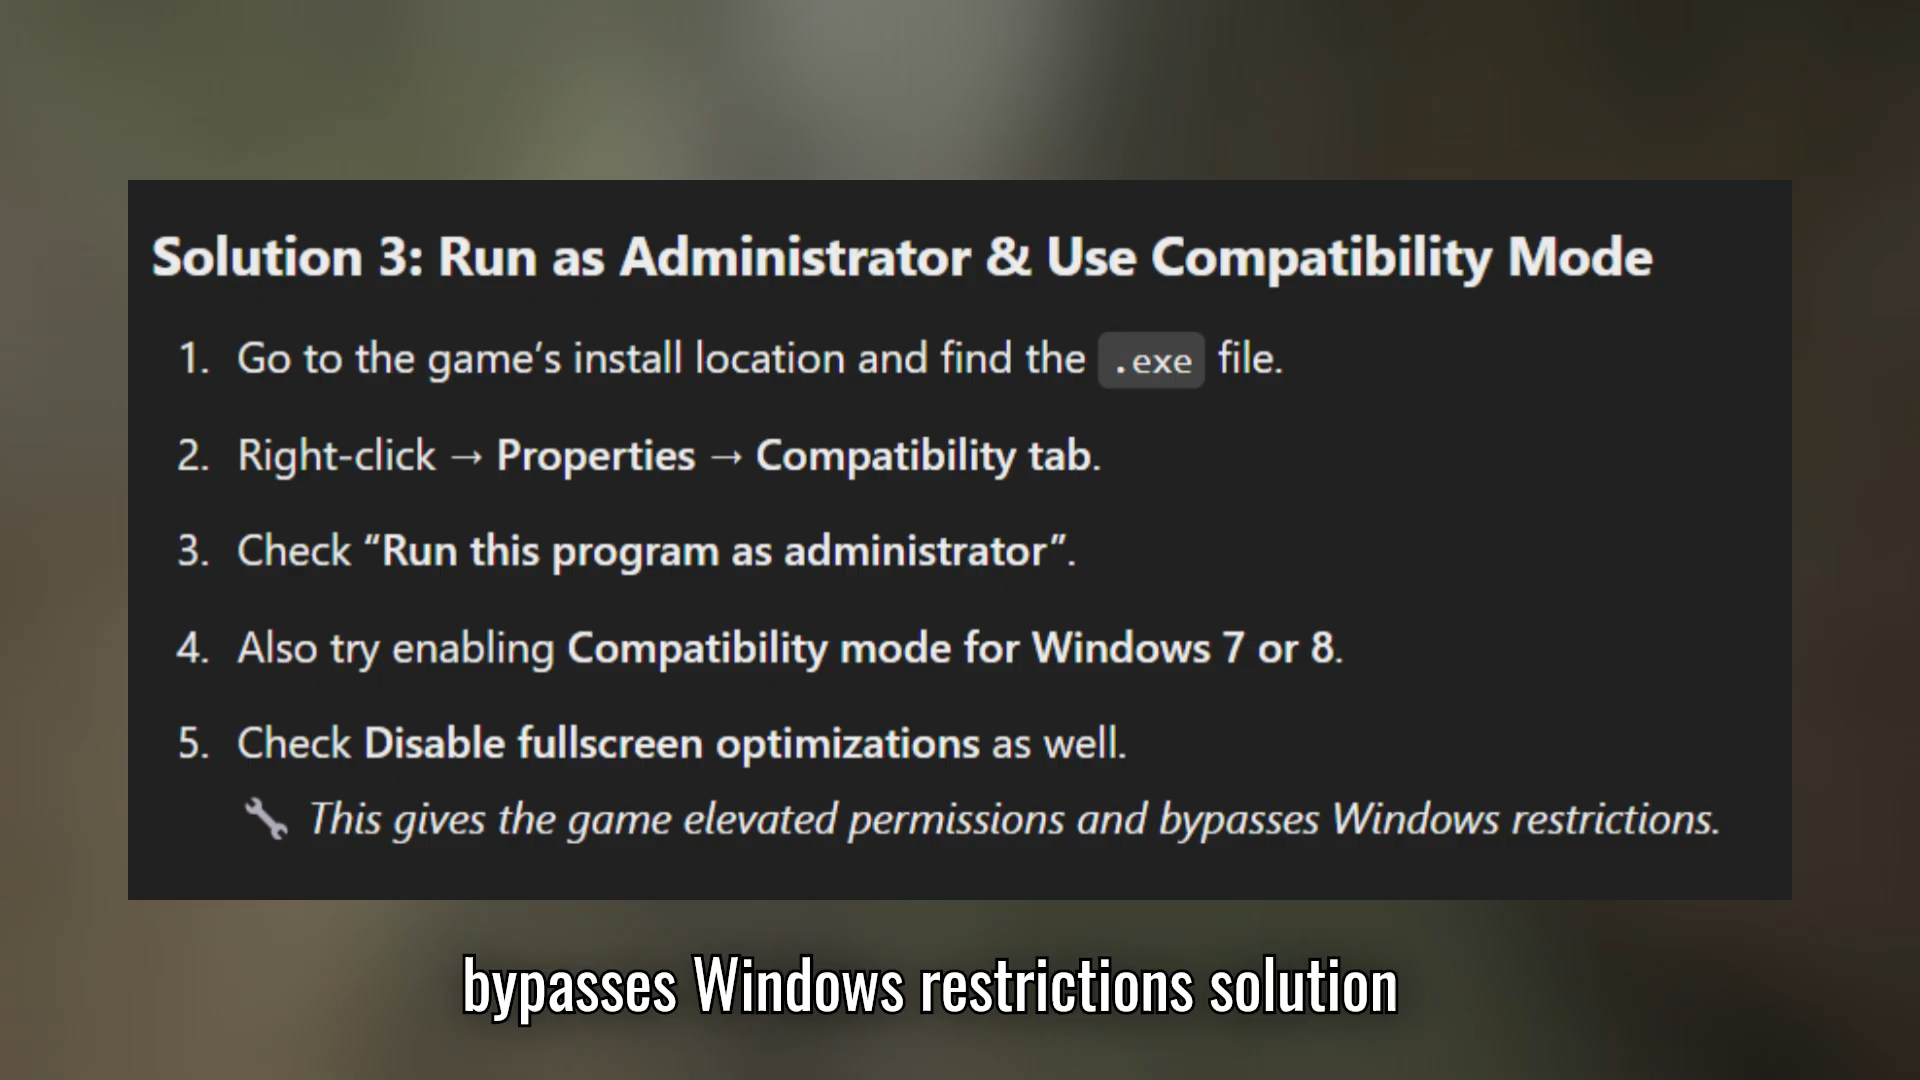 Solution 3: Run as Administrator & Use Compatibility Mode
1. Go to the game’s install location and find the .exe file.
2. Right-click → Properties → Compatibility tab.
3. Check “Run this program as administrator”.
4. Also try enabling Compatibility mode for Windows 7 or 8.
5. Check Disable fullscreen optimizations as well.
🔧 This gives the game elevated permissions and bypasses Windows restrictions.
bypasses Windows restrictions solution